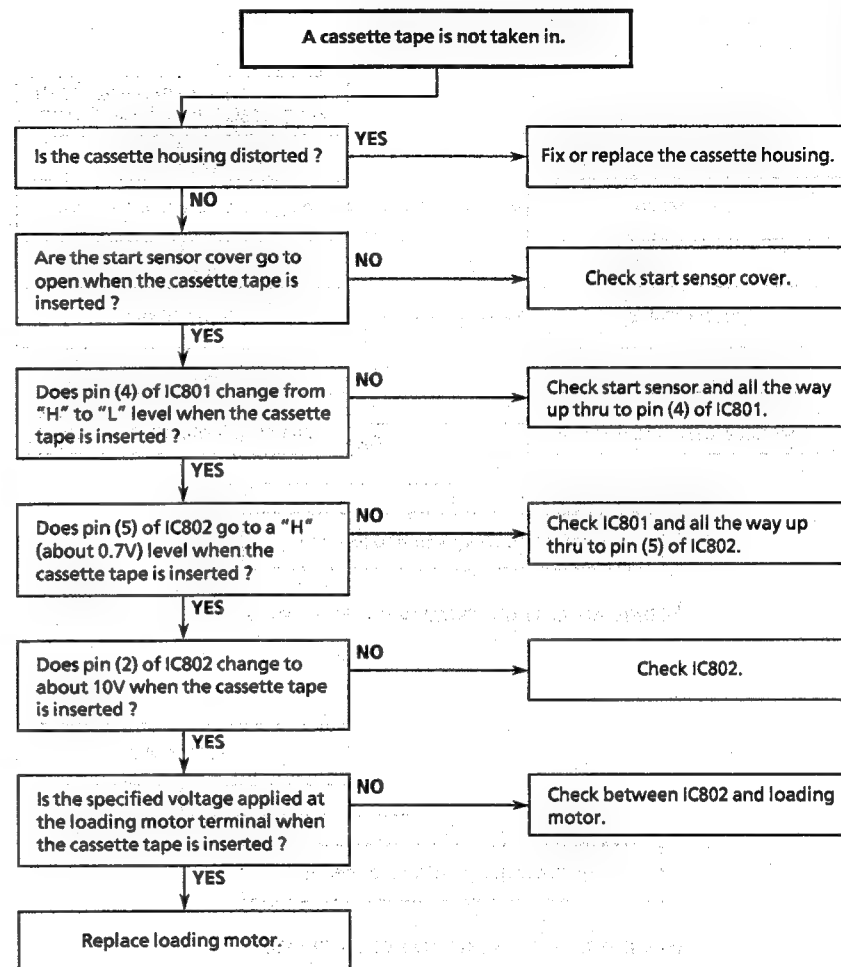 A cassette tape is not taken in.
Is the cassette housing distorted ?
YES
Fix or replace the cassette housing.
NO
Are the start sensor cover go to
open when the cassette tape is
inserted ?
NO
Check start sensor cover.
YES
Does pin (4) of IC801 change from
"H" to "L" level when the cassette
tape is inserted ?
NO
Check start sensor and all the way
up thru to pin (4) of IC801.
YES
Does pin (5) of IC802 go to a "H"
(about 0.7V) level when the
cassette tape is inserted ?
NO
Check IC801 and all the way up
thru to pin (5) of IC802.
YES
Does pin (2) of IC802 change to
about 10V when the cassette tape
is inserted ?
NO
Check IC802.
YES
Is the specified voltage applied at
the loading motor terminal when
the cassette tape is inserted ?
NO
Check between IC802 and loading
motor.
YES
Replace loading motor.